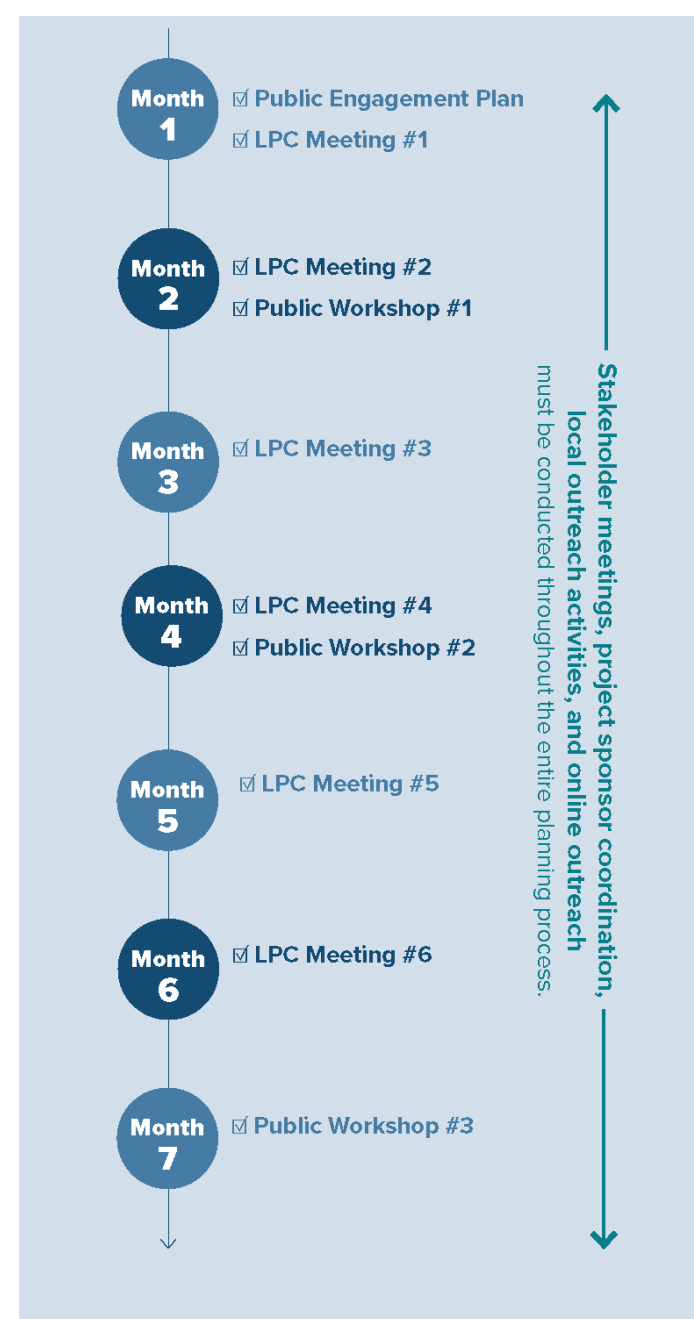 Month
1
☑ Public Engagement Plan
☑ LPC Meeting #1
Month
2
☑ LPC Meeting #2
☑ Public Workshop #1
Month
3
☑ LPC Meeting #3
Month
4
☑ LPC Meeting #4
☑ Public Workshop #2
Month
5
☑ LPC Meeting #5
Month
6
☑ LPC Meeting #6
Month
7
☑ Public Workshop #3
Stakeholder meetings, project sponsor coordination,
local outreach activities, and online outreach
must be conducted throughout the entire planning process.